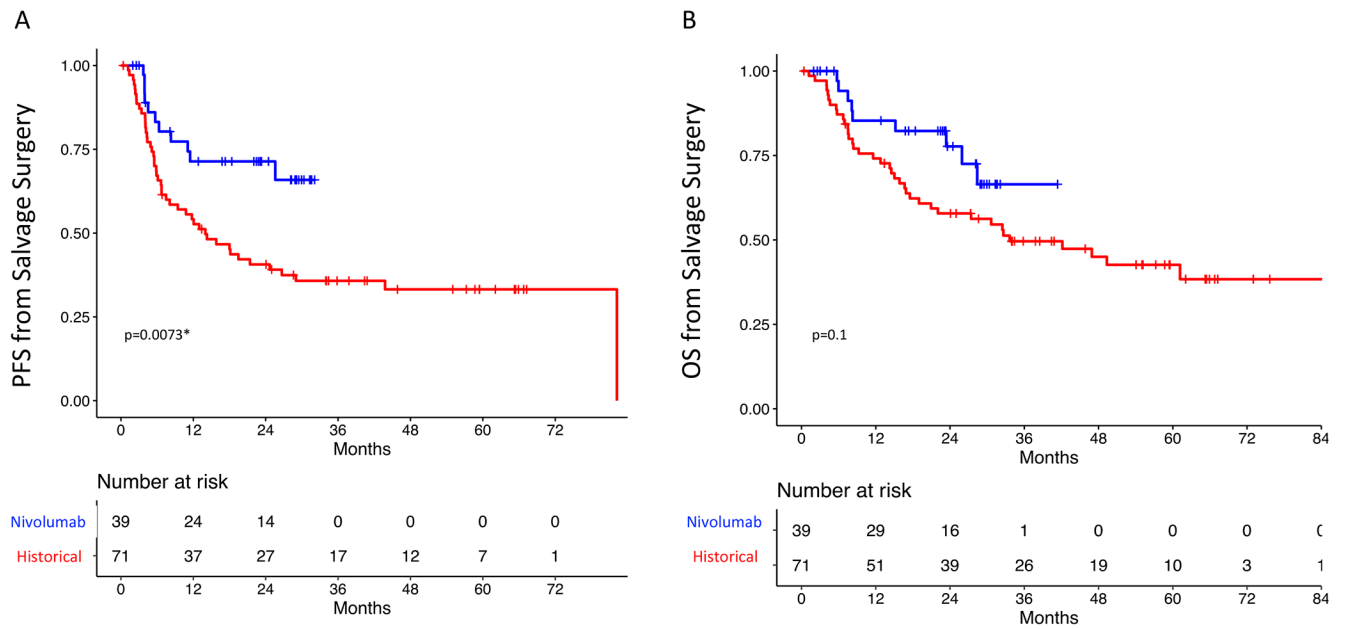 A
PFS from Salvage Surgery
1.00
0.75
0.50
0.25
0.00
p=0.0073*
0 12 24 36 48 60 72
Months
Number at risk
Nivolumab 39 24 14 0 0 0 0
Historical 71 37 27 17 12 7 1
0 12 24 36 48 60 72
Months
B
OS from Salvage Surgery
1.00
0.75
0.50
0.25
0.00
p=0.1
0 12 24 36 48 60 72 84
Months
Number at risk
Nivolumab 39 29 16 1 0 0 0 0
Historical 71 51 39 26 19 10 3 1
0 12 24 36 48 60 72 84
Months